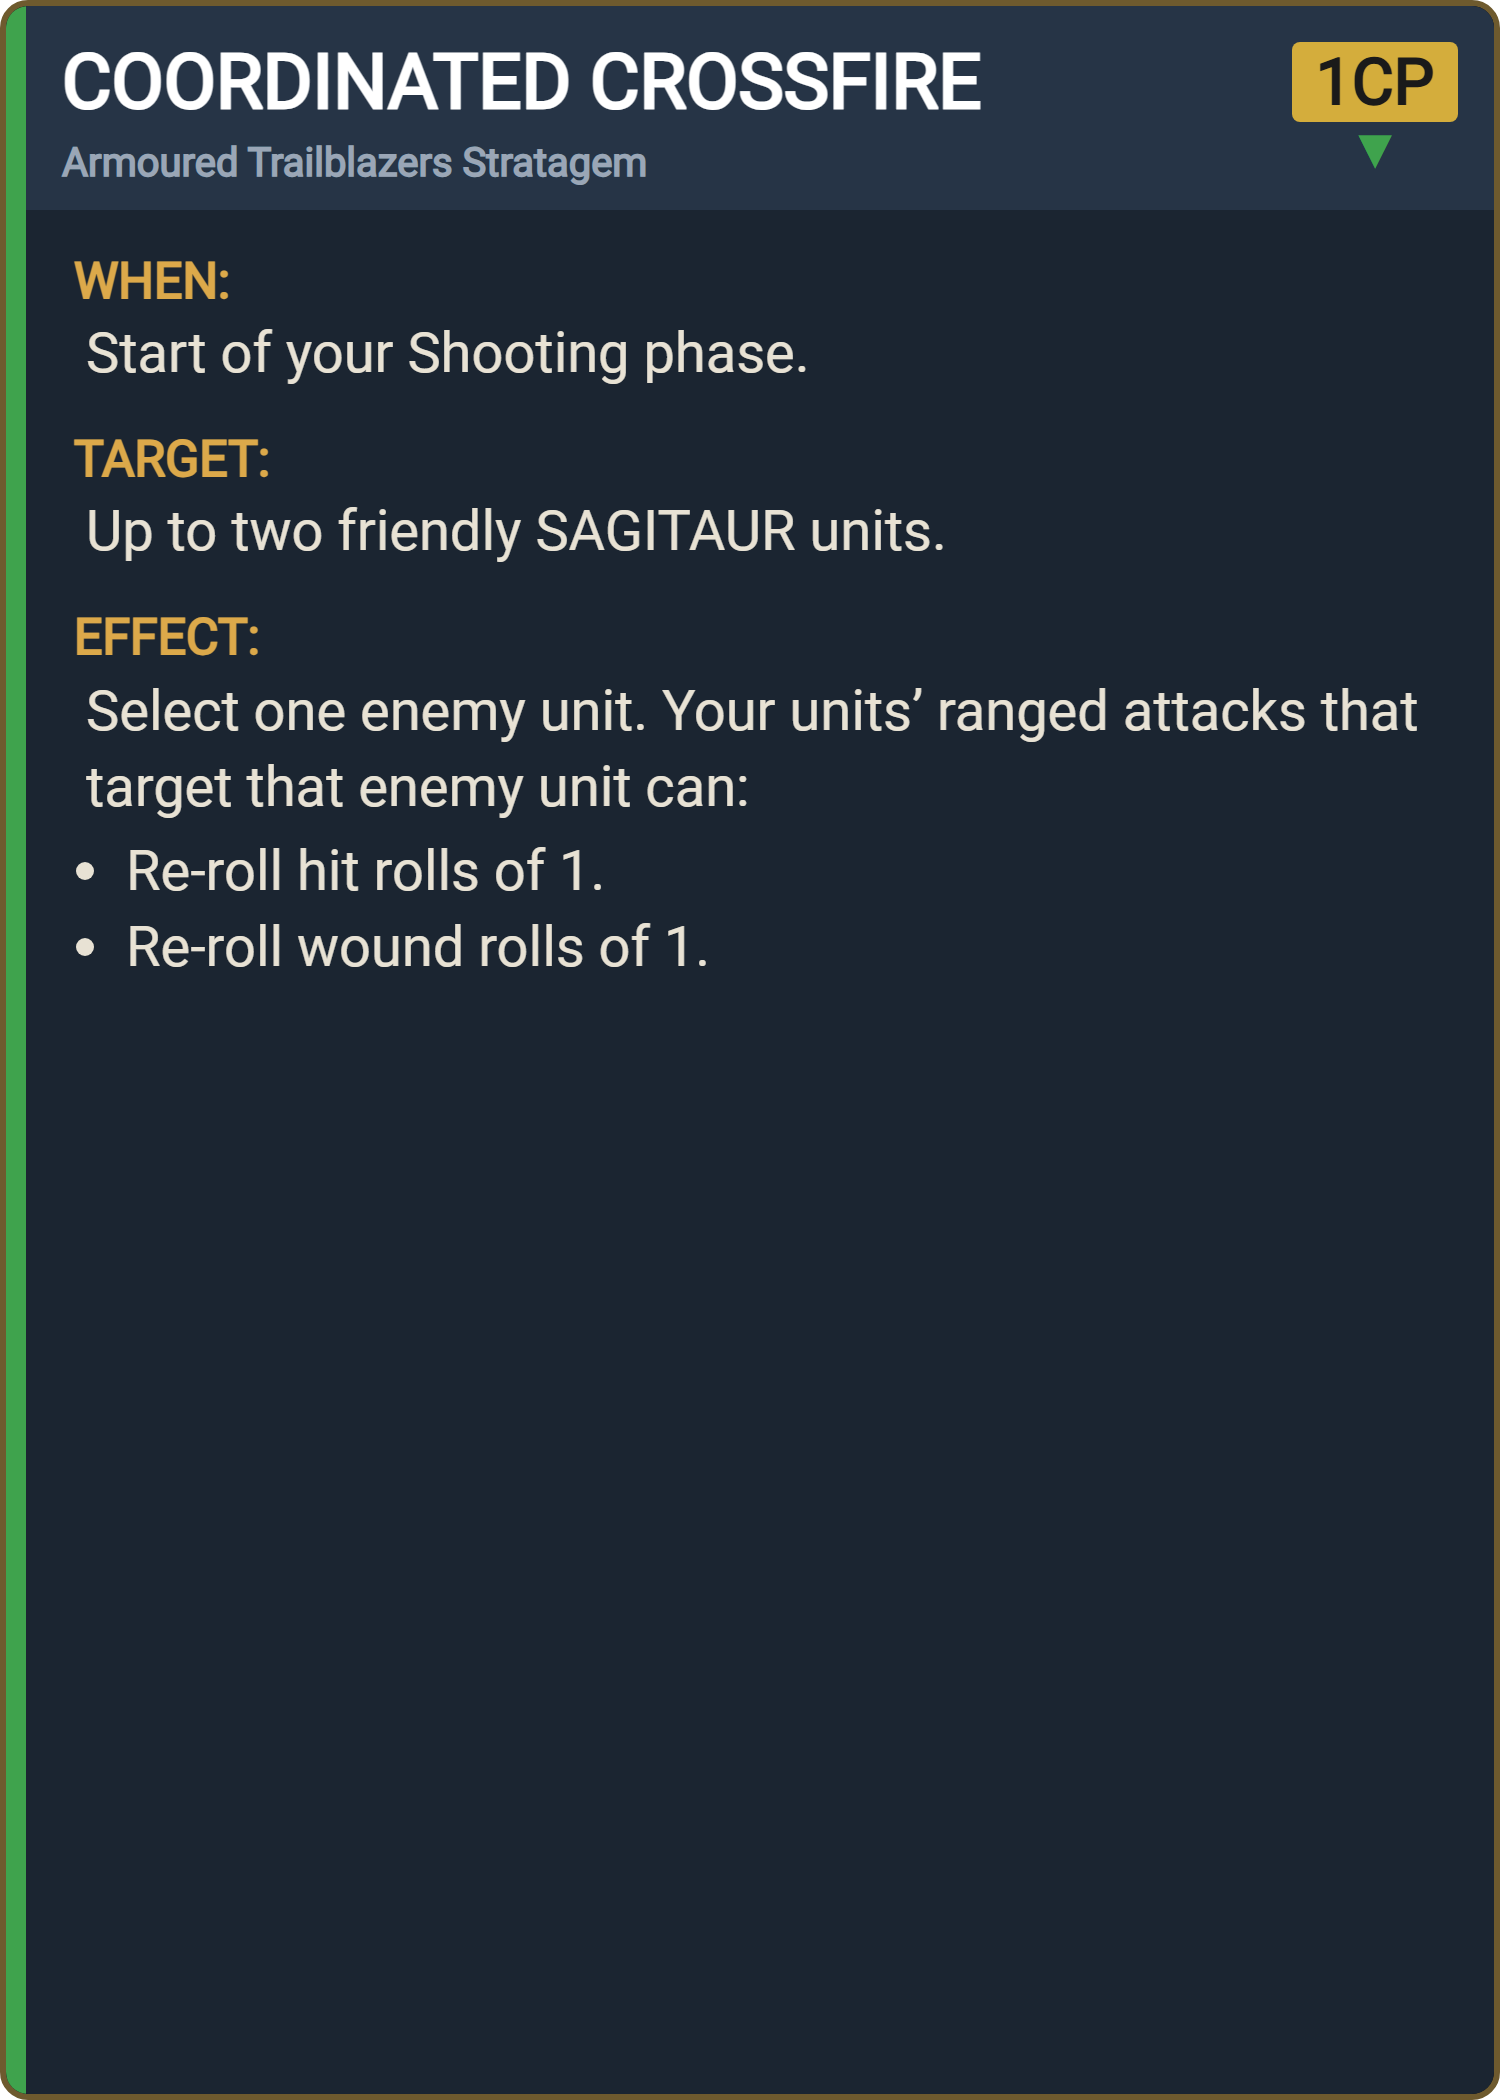 COORDINATED CROSSFIRE
1CP
Armoured Trailblazers Stratagem
WHEN:
Start of your Shooting phase.
TARGET:
Up to two friendly SAGITAUR units.
EFFECT:
Select one enemy unit. Your units’ ranged attacks that
target that enemy unit can:
• Re-roll hit rolls of 1.
• Re-roll wound rolls of 1.